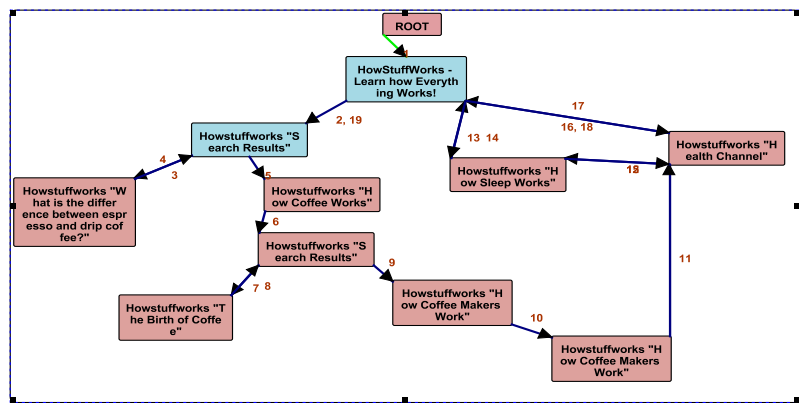 ROOT
1
HowStuffWorks -
Learn how Everyth
ing Works!
17
2, 19
16, 18
13 14
Howstuffworks "S
earch Results"
Howstuffworks "H
ealth Channel"
4
3
5
Howstuffworks "H
ow Sleep Works"
Howstuffworks "W
hat is the differ
ence between espr
esso and drip cof
fee?"
Howstuffworks "H
ow Coffee Works"
6
Howstuffworks "S
earch Results"
9
11
7 8
Howstuffworks "T
he Birth of Coffe
e"
Howstuffworks "H
ow Coffee Makers
Work"
10
Howstuffworks "H
ow Coffee Makers
Work"